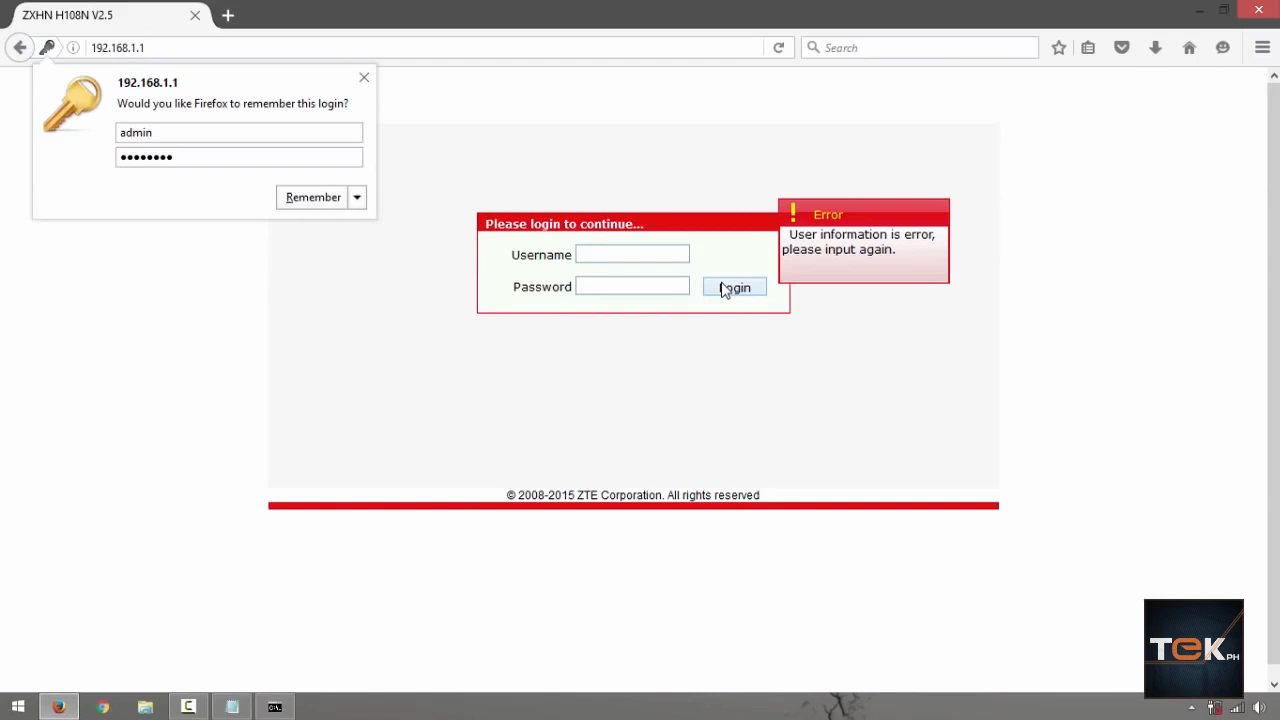 ZXHN H108N V2.5
192.168.1.1
Search
192.168.1.1
Would you like Firefox to remember this login?
admin
••••••••
Remember
Please login to continue...
Username
Password
Login
! Error
User information is error,
please input again.
© 2008-2015 ZTE Corporation. All rights reserved
TEK PH